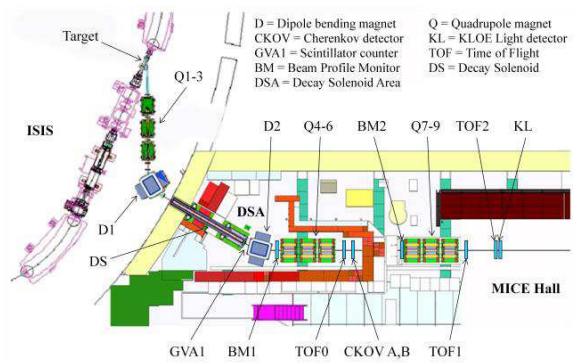 D = Dipole bending magnet
CKOV = Cherenkov detector
GVA1 = Scintillator counter
BM = Beam Profile Monitor
DSA = Decay Solenoid Area
Q = Quadrupole magnet
KL = KLOE Light detector
TOF = Time of Flight
DS = Decay Solenoid
Target
Q1-3
ISIS
D2
Q4-6
BM2
Q7-9
TOF2
KL
D1
DSA
DS
MICE Hall
GVA1
BM1
TOF0
CKOV A,B
TOF1